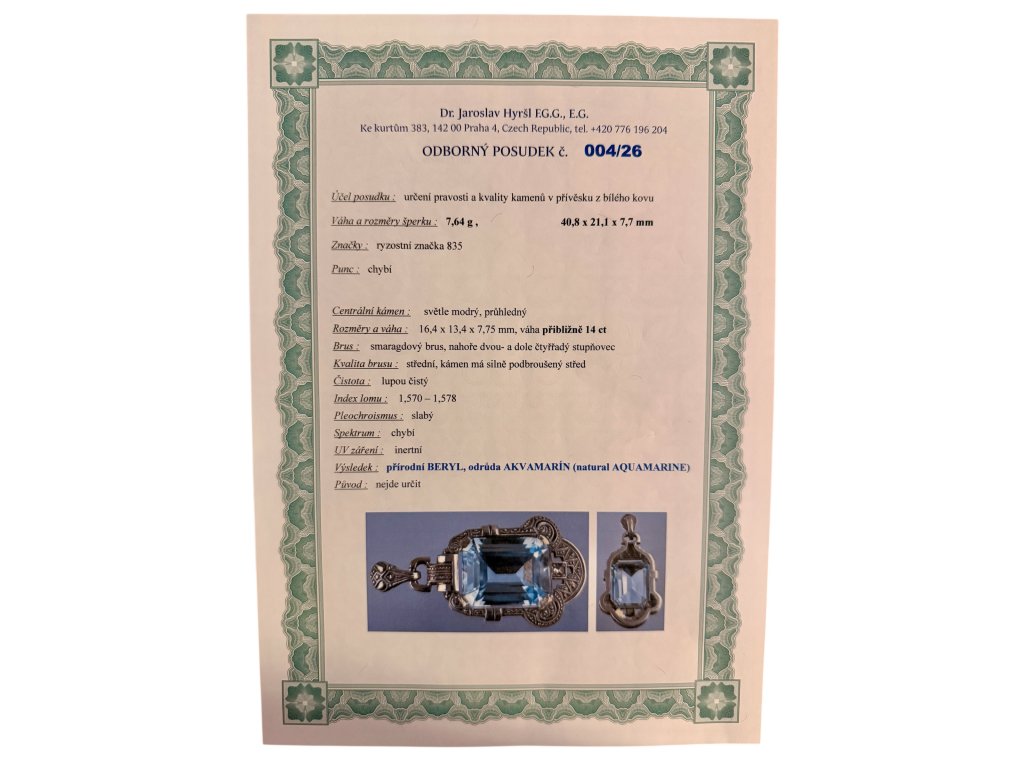 Dr. Jaroslav Hyršl F.G.G., E.G.
Ke kurtům 383, 142 00 Praha 4, Czech Republic, tel. +420 776 196 204
ODBORNÝ POSUDEK č. 004/26
Účel posudku : určení pravosti a kvality kamenů v přívěsku z bílého kovu
Váha a rozměry šperku : 7,64 g , 40,8 x 21,1 x 7,7 mm
Značky : ryzostní značka 835
Punc : chybí
Centrální kámen : světle modrý, průhledný
Rozměry a váha : 16,4 x 13,4 x 7,75 mm, váha přibližně 14 ct
Brus : smaragdový brus, nahoře dvou- a dole čtyřřadý stupňovec
Kvalita brusu : střední, kámen má silně podbroušený střed
Čistota : lupou čistý
Index lomu : 1,570 – 1,578
Pleochroismus : slabý
Spektrum : chybí
UV záření : inertní
Výsledek : přírodní BERYL, odrůda AKVAMARÍN (natural AQUAMARINE)
Původ : nejde určit